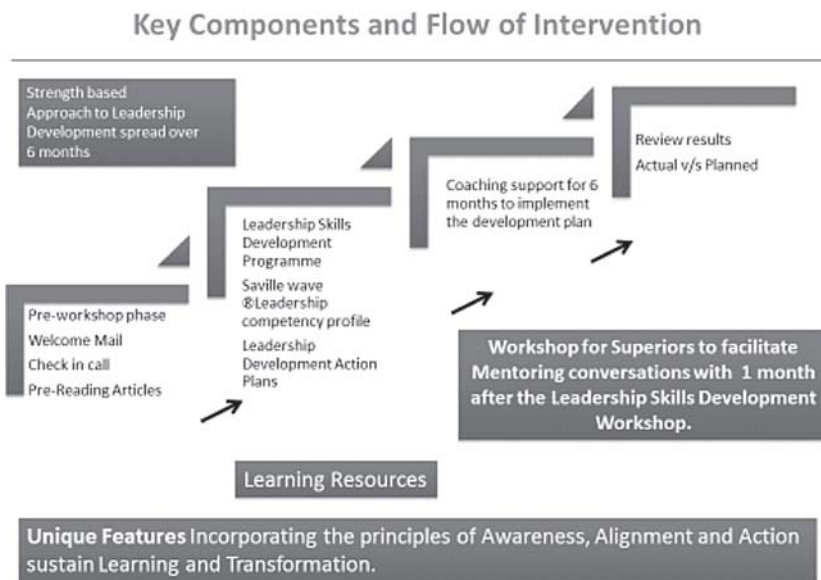 Key Components and Flow of Intervention
Strength based
Approach to Leadership
Development spread over
6 months
Pre-workshop phase
Welcome Mail
Check in call
Pre-Reading Articles
Leadership Skills
Development
Programme
Saville wave
®Leadership
competency profile
Leadership
Development Action
Plans
Coaching support for 6
months to implement
the development plan
Review results
Actual v/s Planned
Workshop for Superiors to facilitate
Mentoring conversations with 1 month
after the Leadership Skills Development
Workshop.
Learning Resources
Unique Features Incorporating the principles of Awareness, Alignment and Action
sustain Learning and Transformation.